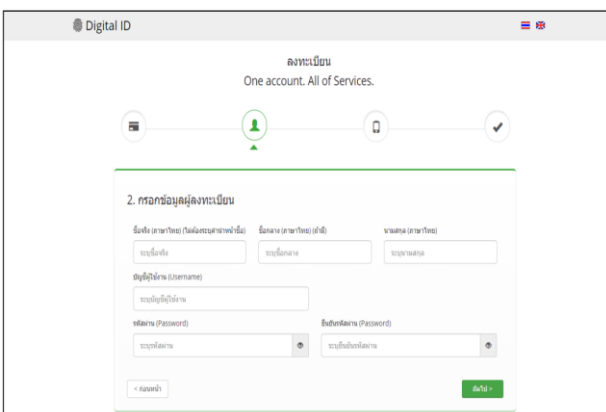 Digital ID
ลงทะเบียน
One account. All of Services.
2. กรอกข้อมูลผู้ลงทะเบียน
ชื่อจริง (ภาษาไทย) (ไม่ต้องระบุคำนำหน้าชื่อ) ชื่อกลาง (ภาษาไทย) (ถ้ามี) นามสกุล (ภาษาไทย)
ระบุชื่อจริง ระบุชื่อกลาง ระบุนามสกุล
บัญชีผู้ใช้งาน (Username)
ระบุบัญชีผู้ใช้งาน
รหัสผ่าน (Password) ยืนยันรหัสผ่าน (Password)
ระบุรหัสผ่าน ระบุยืนยันรหัสผ่าน
< ก่อนหน้า ถัดไป >